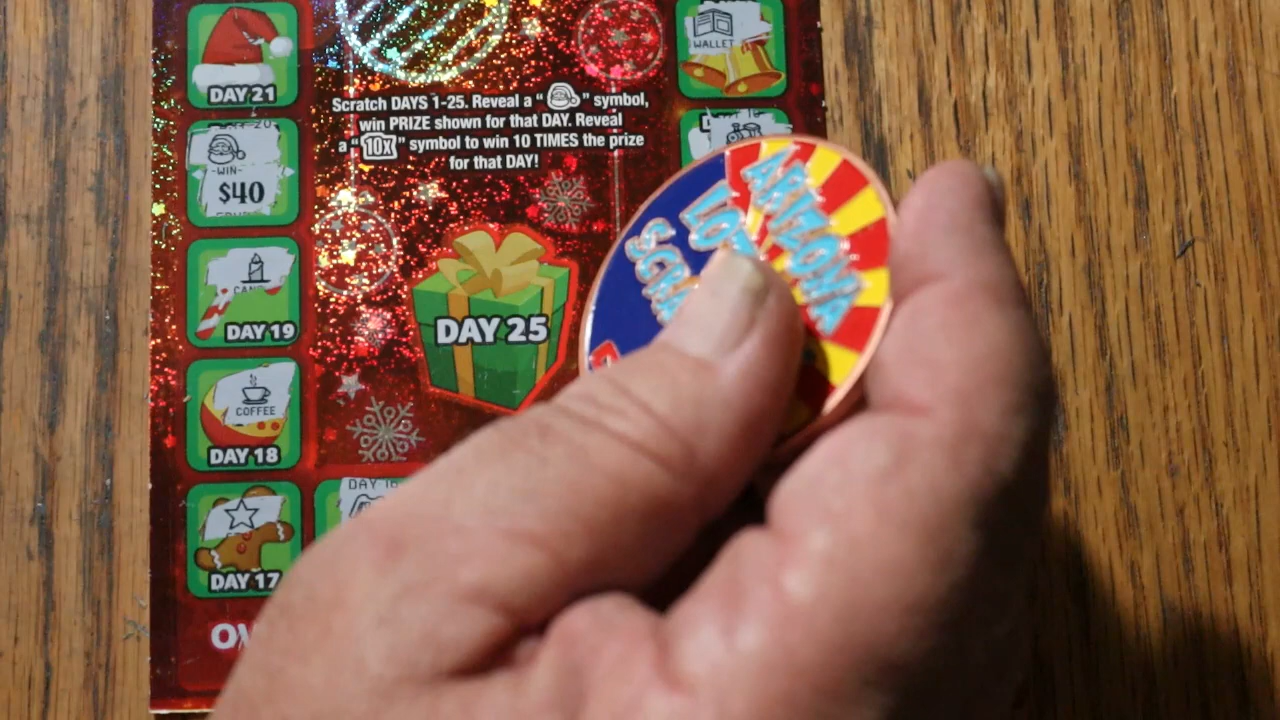 DAY 21
WALLET
Scratch DAYS 1-25. Reveal a " " symbol,
win PRIZE shown for that DAY. Reveal
a "10X" symbol to win 10 TIMES the prize
for that DAY!
-WIN-
$40
DAY 19
DAY 25
COFFEE
DAY 18
DAY 16
DAY 17
ARIZONA